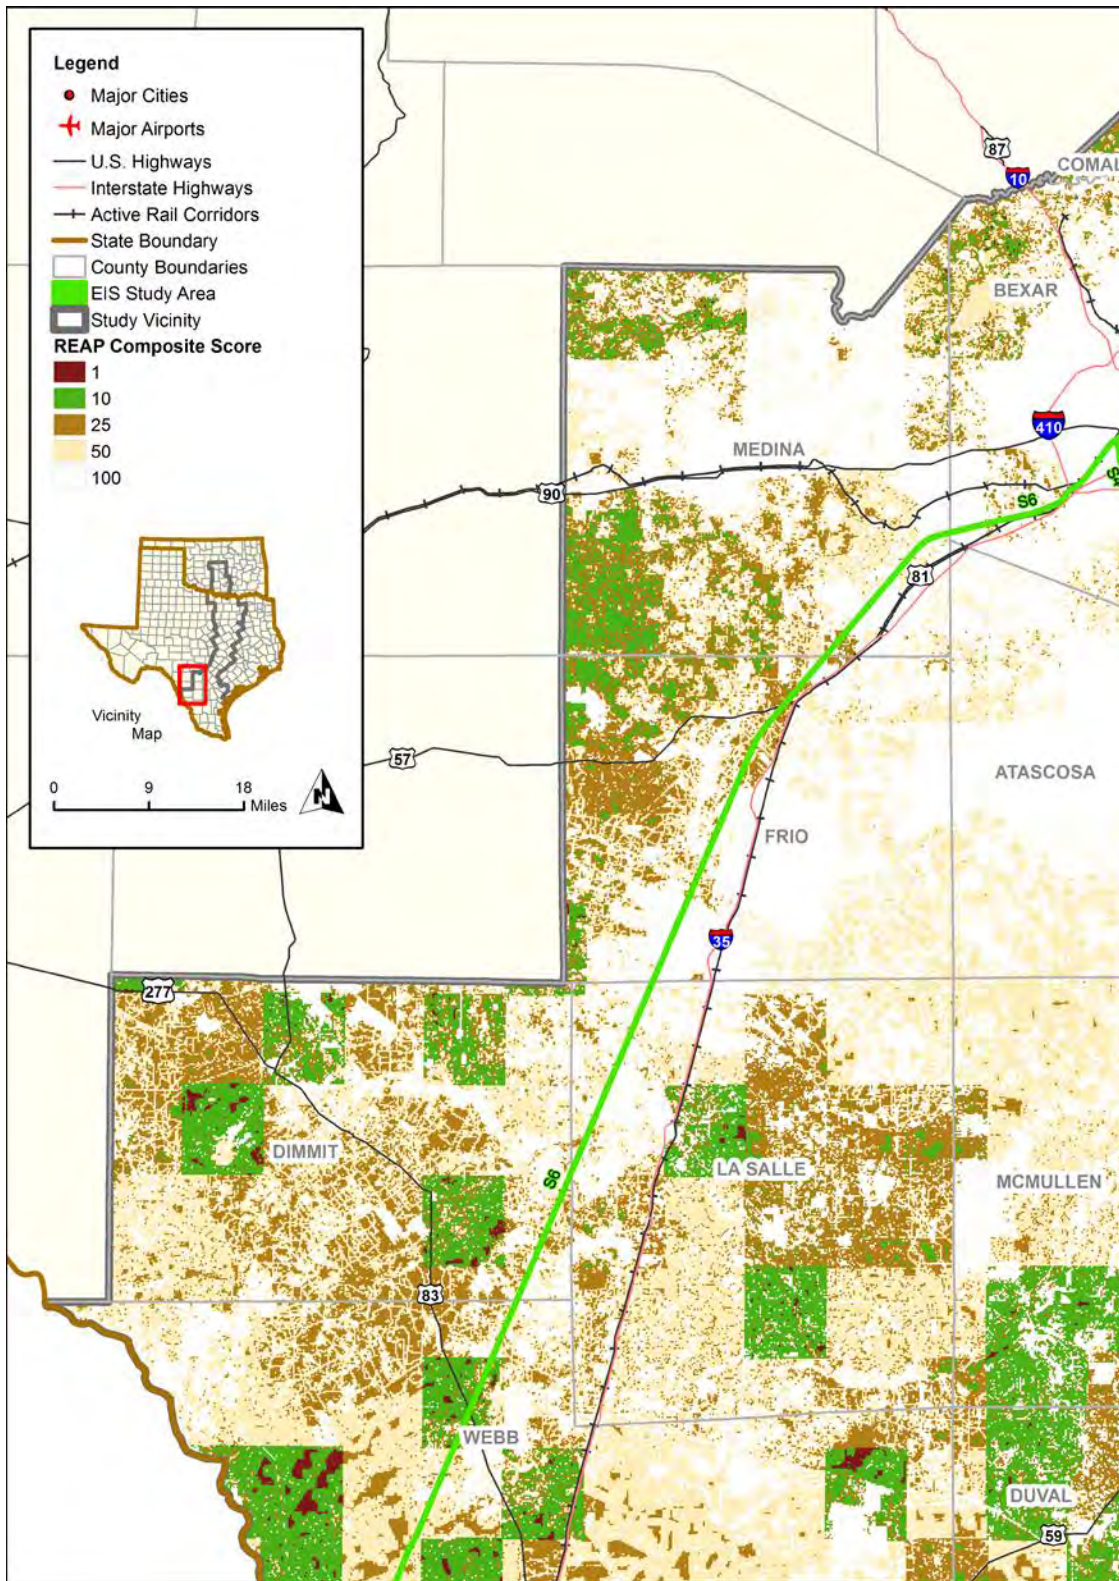 Legend
Major Cities
Major Airports
U.S. Highways
Interstate Highways
Active Rail Corridors
State Boundary
County Boundaries
EIS Study Area
Study Vicinity
REAP Composite Score
1
10
25
50
100
Vicinity
Map
0 9 18
Miles
N
87
10
COMAL
BEXAR
410
MEDINA
90
S6
S4
81
57
ATASCOSA
FRIO
35
277
DIMMIT
S6
LA SALLE
MCMULLEN
83
WEBB
DUVAL
59